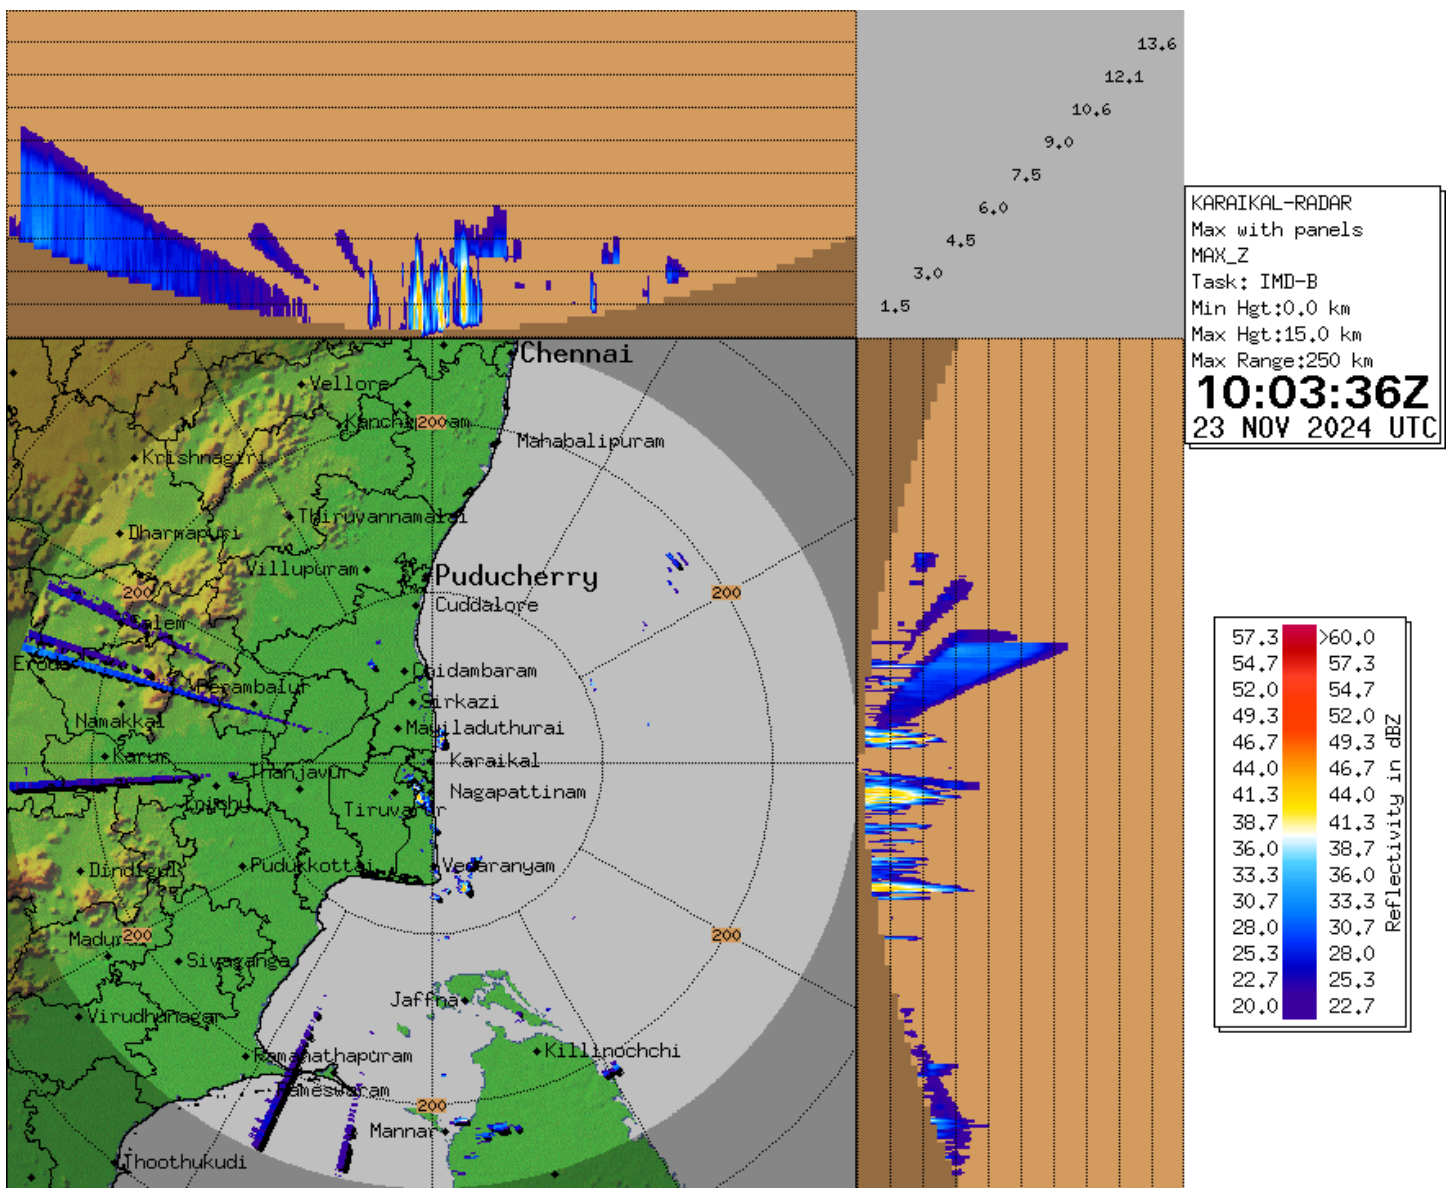 13.6
12.1
10.6
9.0
7.5
6.0
4.5
3.0
1.5
KARAIKAL-RADAR
Max with panels
MAX_Z
Task: IMD-B
Min Hgt:0.0 km
Max Hgt:15.0 km
Max Range:250 km
10:03:36Z
23 NOV 2024 UTC
Chennai
Vellore
200
Mahabalipuram
Krishnagiri
Thiruvannamalai
Dharmapuri
Villupuram
Puducherry
200
200
Cuddalore
Salem
Erode
Chidambaram
Perambalur
Sirkazi
Namakkal
Mayiladuthurai
Karur
Karaikal
Thanjavur
Nagapattinam
Tiruvarur
Pudukkottai
Vedaranyam
Dindigul
200
200
Sivaganga
Jaffna
Virudhunagar
Ramanathapuram
Killinochchi
Rameswaram
200
Mannar
Thoothukudi
57.3 >60.0
54.7 57.3
52.0 54.7
49.3 52.0
46.7 49.3
44.0 46.7
41.3 44.0
38.7 41.3
36.0 38.7
33.3 36.0
30.7 33.3
28.0 30.7
25.3 28.0
22.7 25.3
20.0 22.7
Reflectivity in dBZ